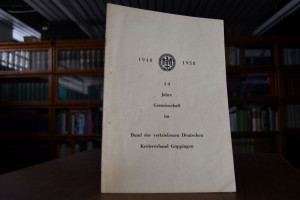 1948 1958
10
Jahre
Gemeinschaft
im
Bund der vertriebenen Deutschen
Kreisverband Göppingen